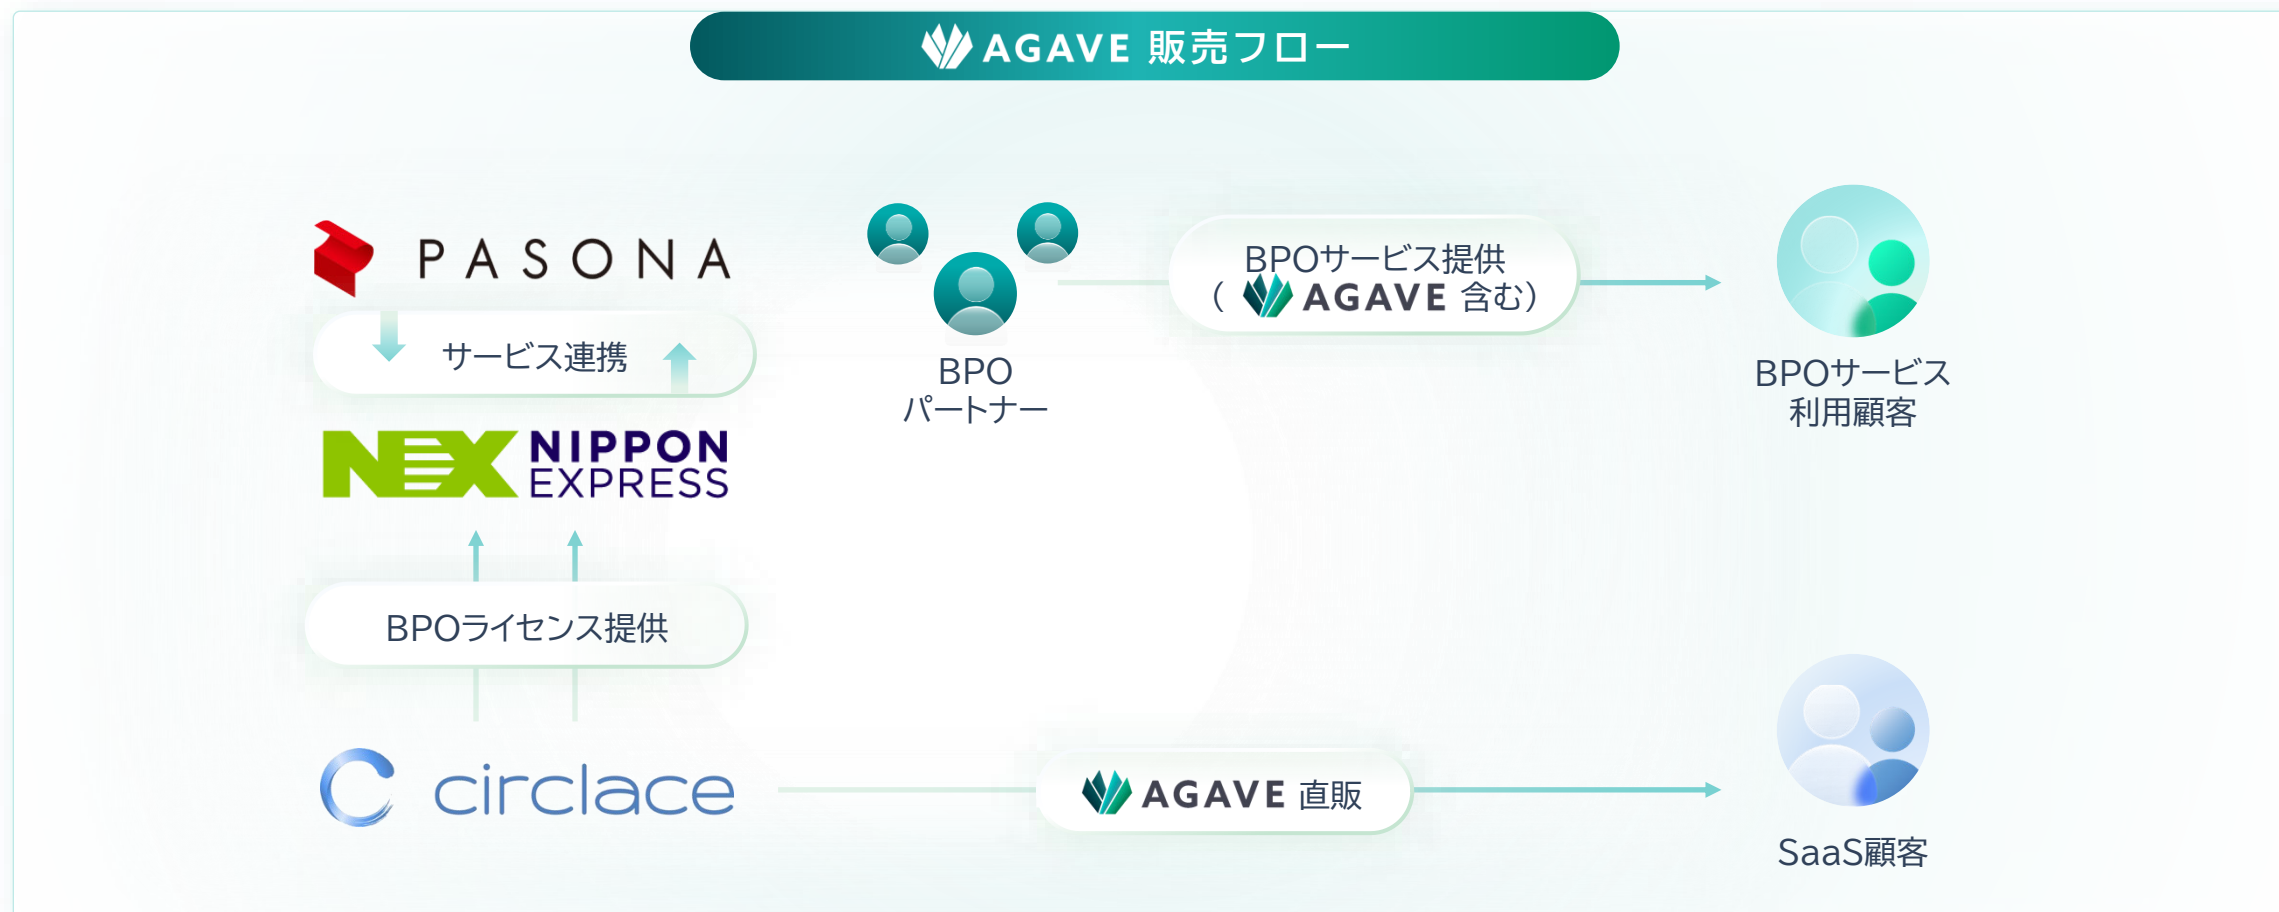 AGAVE 販売フロー
PASONA
サービス連携
NEX NIPPON
EXPRESS
BPOライセンス提供
circlace
BPO
パートナー
BPOサービス提供
( AGAVE 含む)
BPOサービス
利用顧客
AGAVE 直販
SaaS顧客